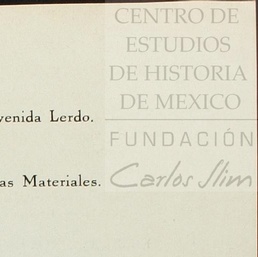 CENTRO DE
ESTUDIOS
DE HISTORIA
DE MEXICO
venida Lerdo.
FUNDACIÓN
as Materiales.
Carlos Slim